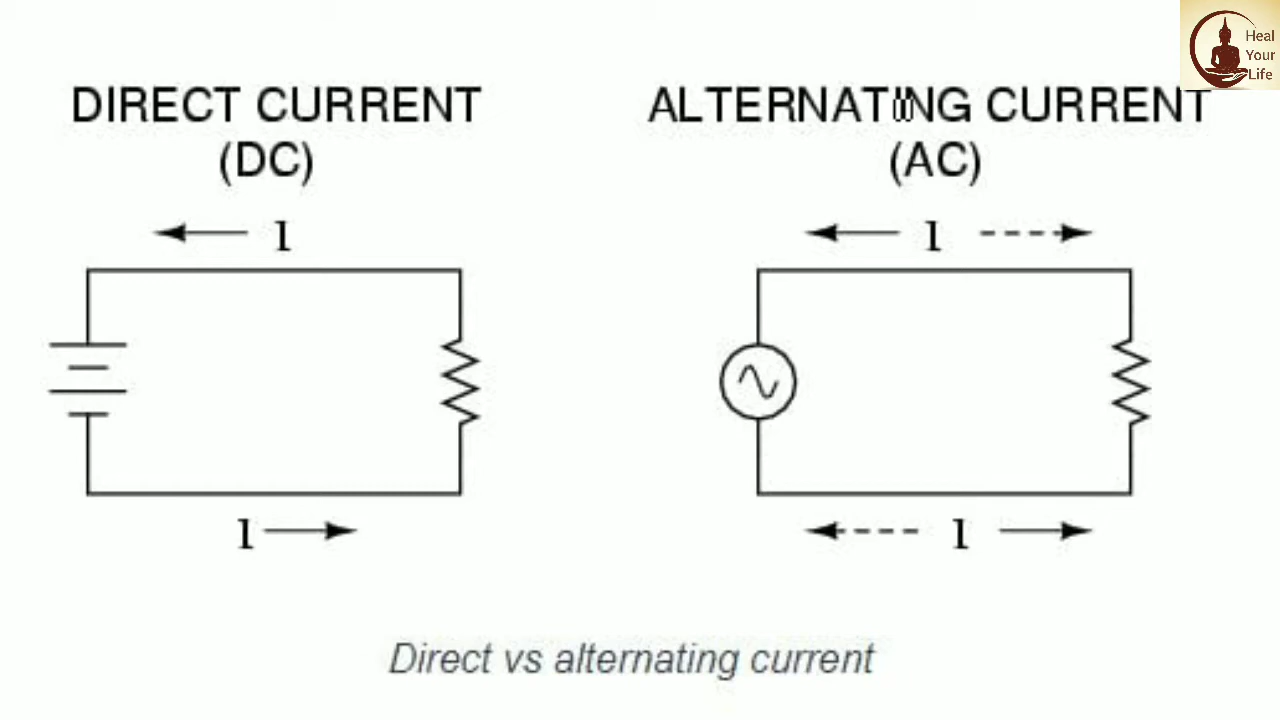 Heal
Your
Life
DIRECT CURRENT
(DC)
ALTERNATING CURRENT
(AC)
I
I
I
I
Direct vs alternating current